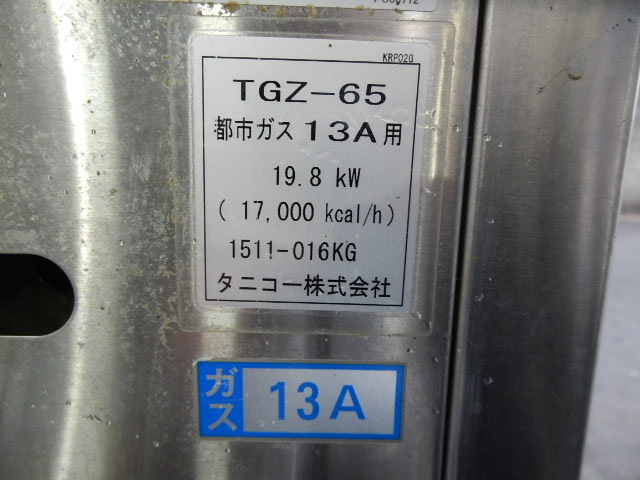 KRP02G
TGZ-65
都市ガス 13A用
19.8 kW
( 17,000 kcal/h)
1511-016KG
タニコー株式会社
ガス 13A